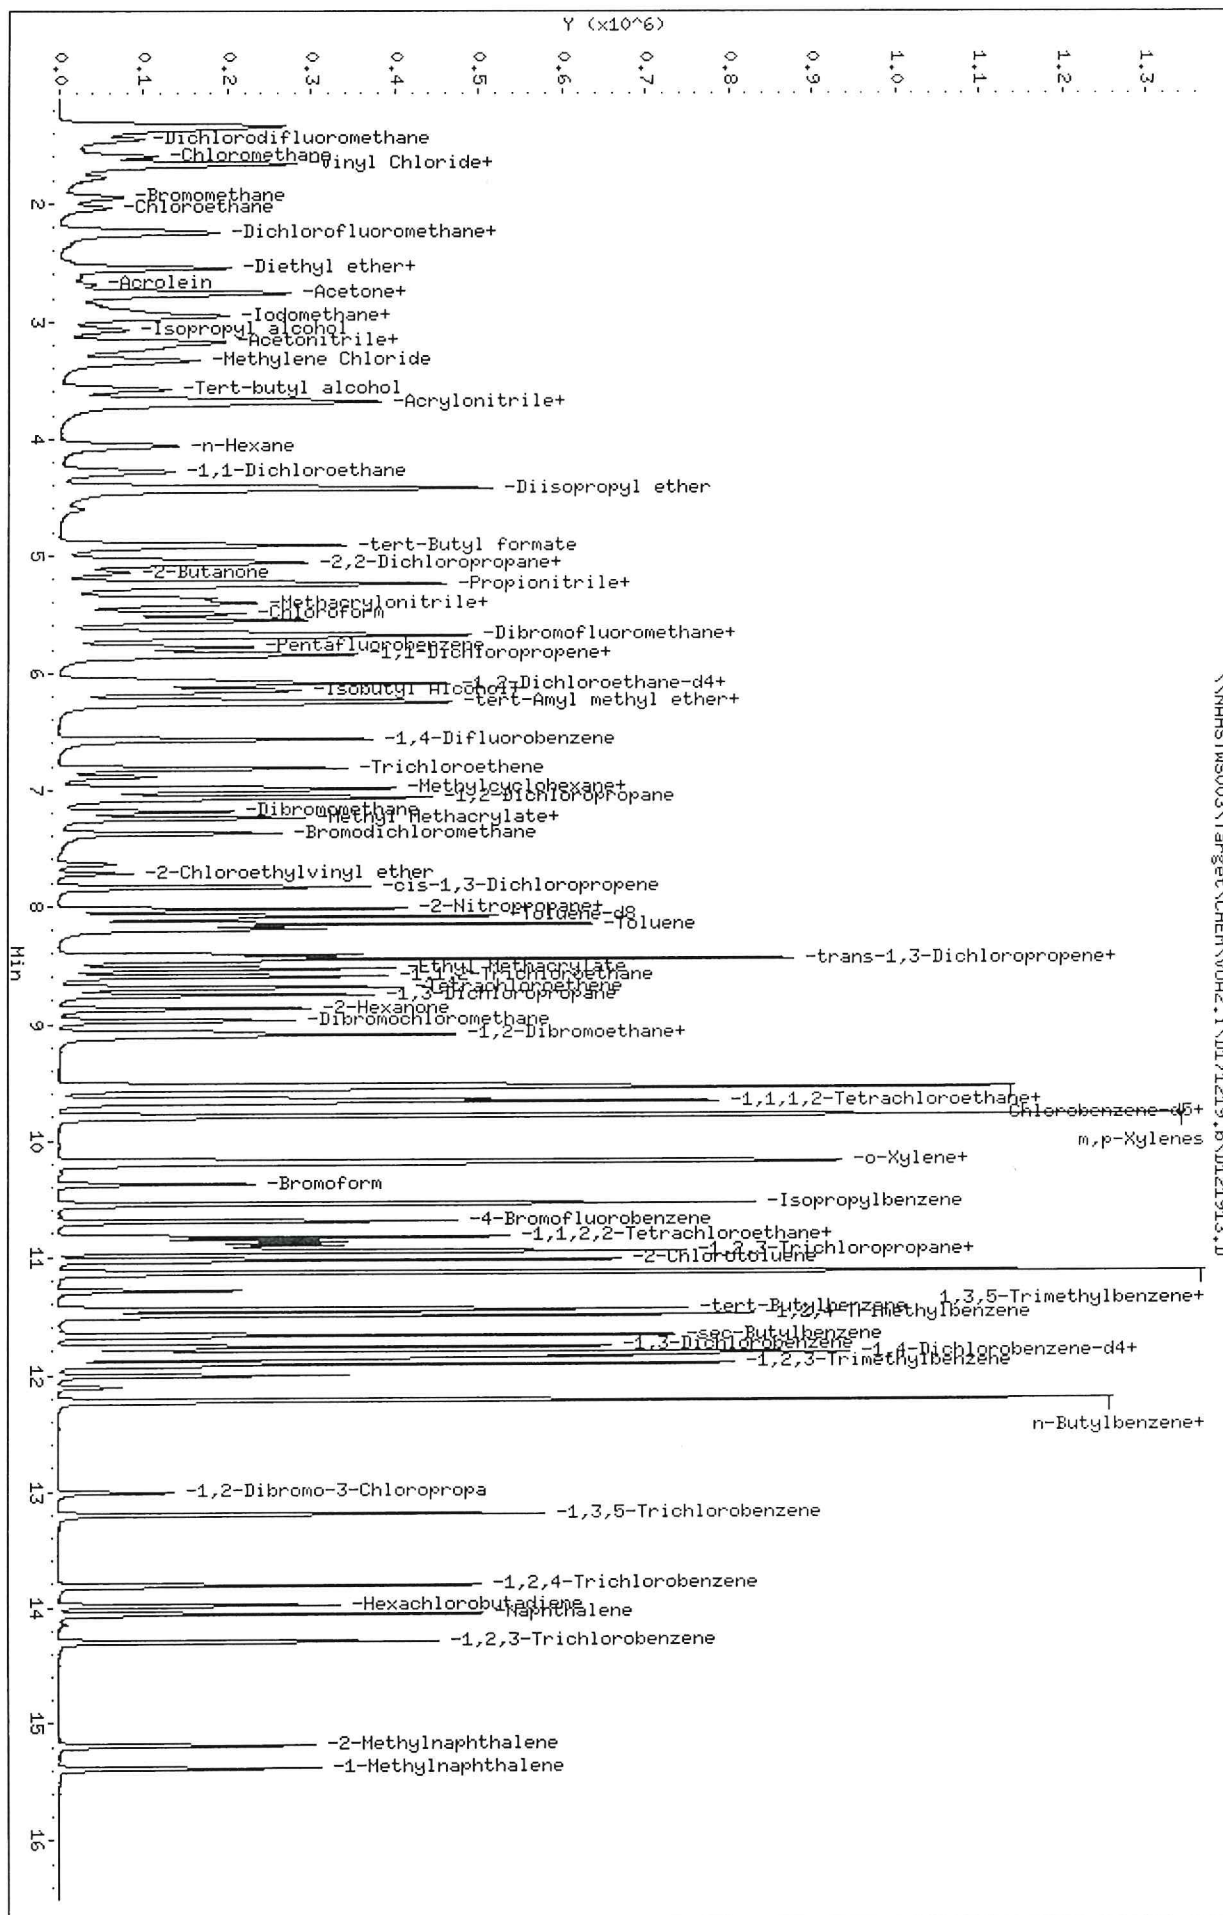 Y (x10^6)
0.0
0.1
0.2
0.3
0.4
0.5
0.6
0.7
0.8
0.9
1.0
1.1
1.2
1.3
-Dichlorodifluoromethane
-Chloromethane
-Vinyl Chloride+
-Bromomethane
2
-Chloroethane
-Dichlorofluoromethane+
-Diethyl ether+
-Acrolein
-Acetone+
-Iodomethane+
3
-Isopropyl alcohol
-Acetonitrile+
-Methylene Chloride
-Tert-butyl alcohol
-Acrylonitrile+
4
-n-Hexane
-1,1-Dichloroethane
-Diisopropyl ether
-tert-Butyl formate
5
-2,2-Dichloropropane+
-2-Butanone
-Propionitrile+
-Methacrylonitrile+
-Chloroform
-Dibromofluoromethane+
-Pentafluorobenzene
-1,1-Dichloropropene+
6
-1,2-Dichloroethane-d4+
-Isobutyl Alcohol+
-tert-Amyl methyl ether+
-1,4-Difluorobenzene
-Trichloroethene
-Methylcyclohexane+
7
-1,2-Dichloropropane
-Dibromomethane
-Methyl Methacrylate+
-Bromodichloromethane
-2-Chloroethylvinyl ether
-cis-1,3-Dichloropropene
8
-2-Nitropropane+
-Toluene-d8
-Toluene
Min
-trans-1,3-Dichloropropene+
-Ethyl Methacrylate
-1,1,2-Trichloroethane
-Tetrachloroethene
-1,3-Dichloropropane
-2-Hexanone
-Dibromochloromethane
9
-1,2-Dibromoethane+
-1,1,1,2-Tetrachloroethane+
Chlorobenzene-d5+
m,p-Xylenes
10
-o-Xylene+
-Bromoform
-Isopropylbenzene
-4-Bromofluorobenzene
-1,1,2,2-Tetrachloroethane+
-1,2,3-Trichloropropane+
11
-2-Chlorotoluene
1,3,5-Trimethylbenzene+
-tert-Butylbenzene
-1,2,4-Trimethylbenzene
-sec-Butylbenzene
-1,3-Dichlorobenzene
-1,4-Dichlorobenzene-d4+
-1,2,3-Trimethylbenzene
12
n-Butylbenzene+
13
-1,2-Dibromo-3-Chloropropa
-1,3,5-Trichlorobenzene
-1,2,4-Trichlorobenzene
-Hexachlorobutadiene
14
-Naphthalene
-1,2,3-Trichlorobenzene
15
-2-Methylnaphthalene
-1-Methylnaphthalene
16